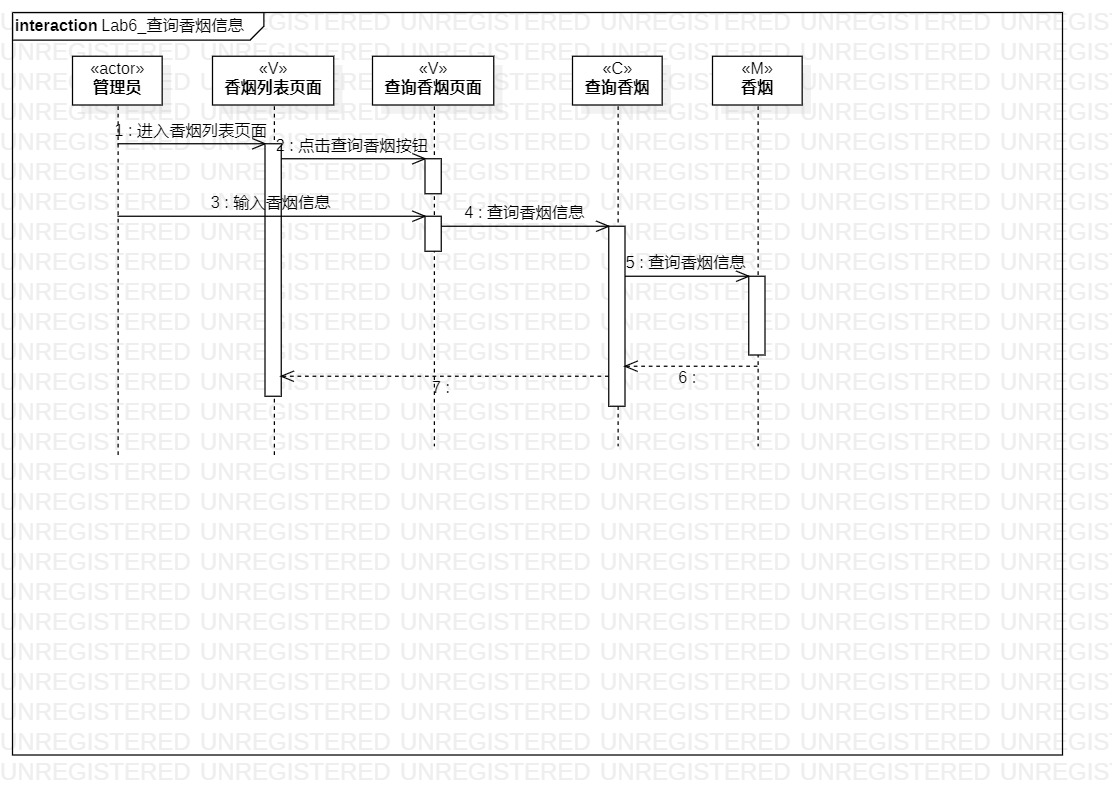 interaction Lab6_查询香烟信息
«actor»
管理员
«V»
香烟列表页面
«V»
查询香烟页面
«C»
查询香烟
«M»
香烟
1 : 进入香烟列表页面
2 : 点击查询香烟按钮
3 : 输入香烟信息
4 : 查询香烟信息
5 : 查询香烟信息
6 :
7 :
UNREGISTERED UNREGISTERED UNREGISTERED UNREGISTERED UNREGISTERED UNREGISTERED